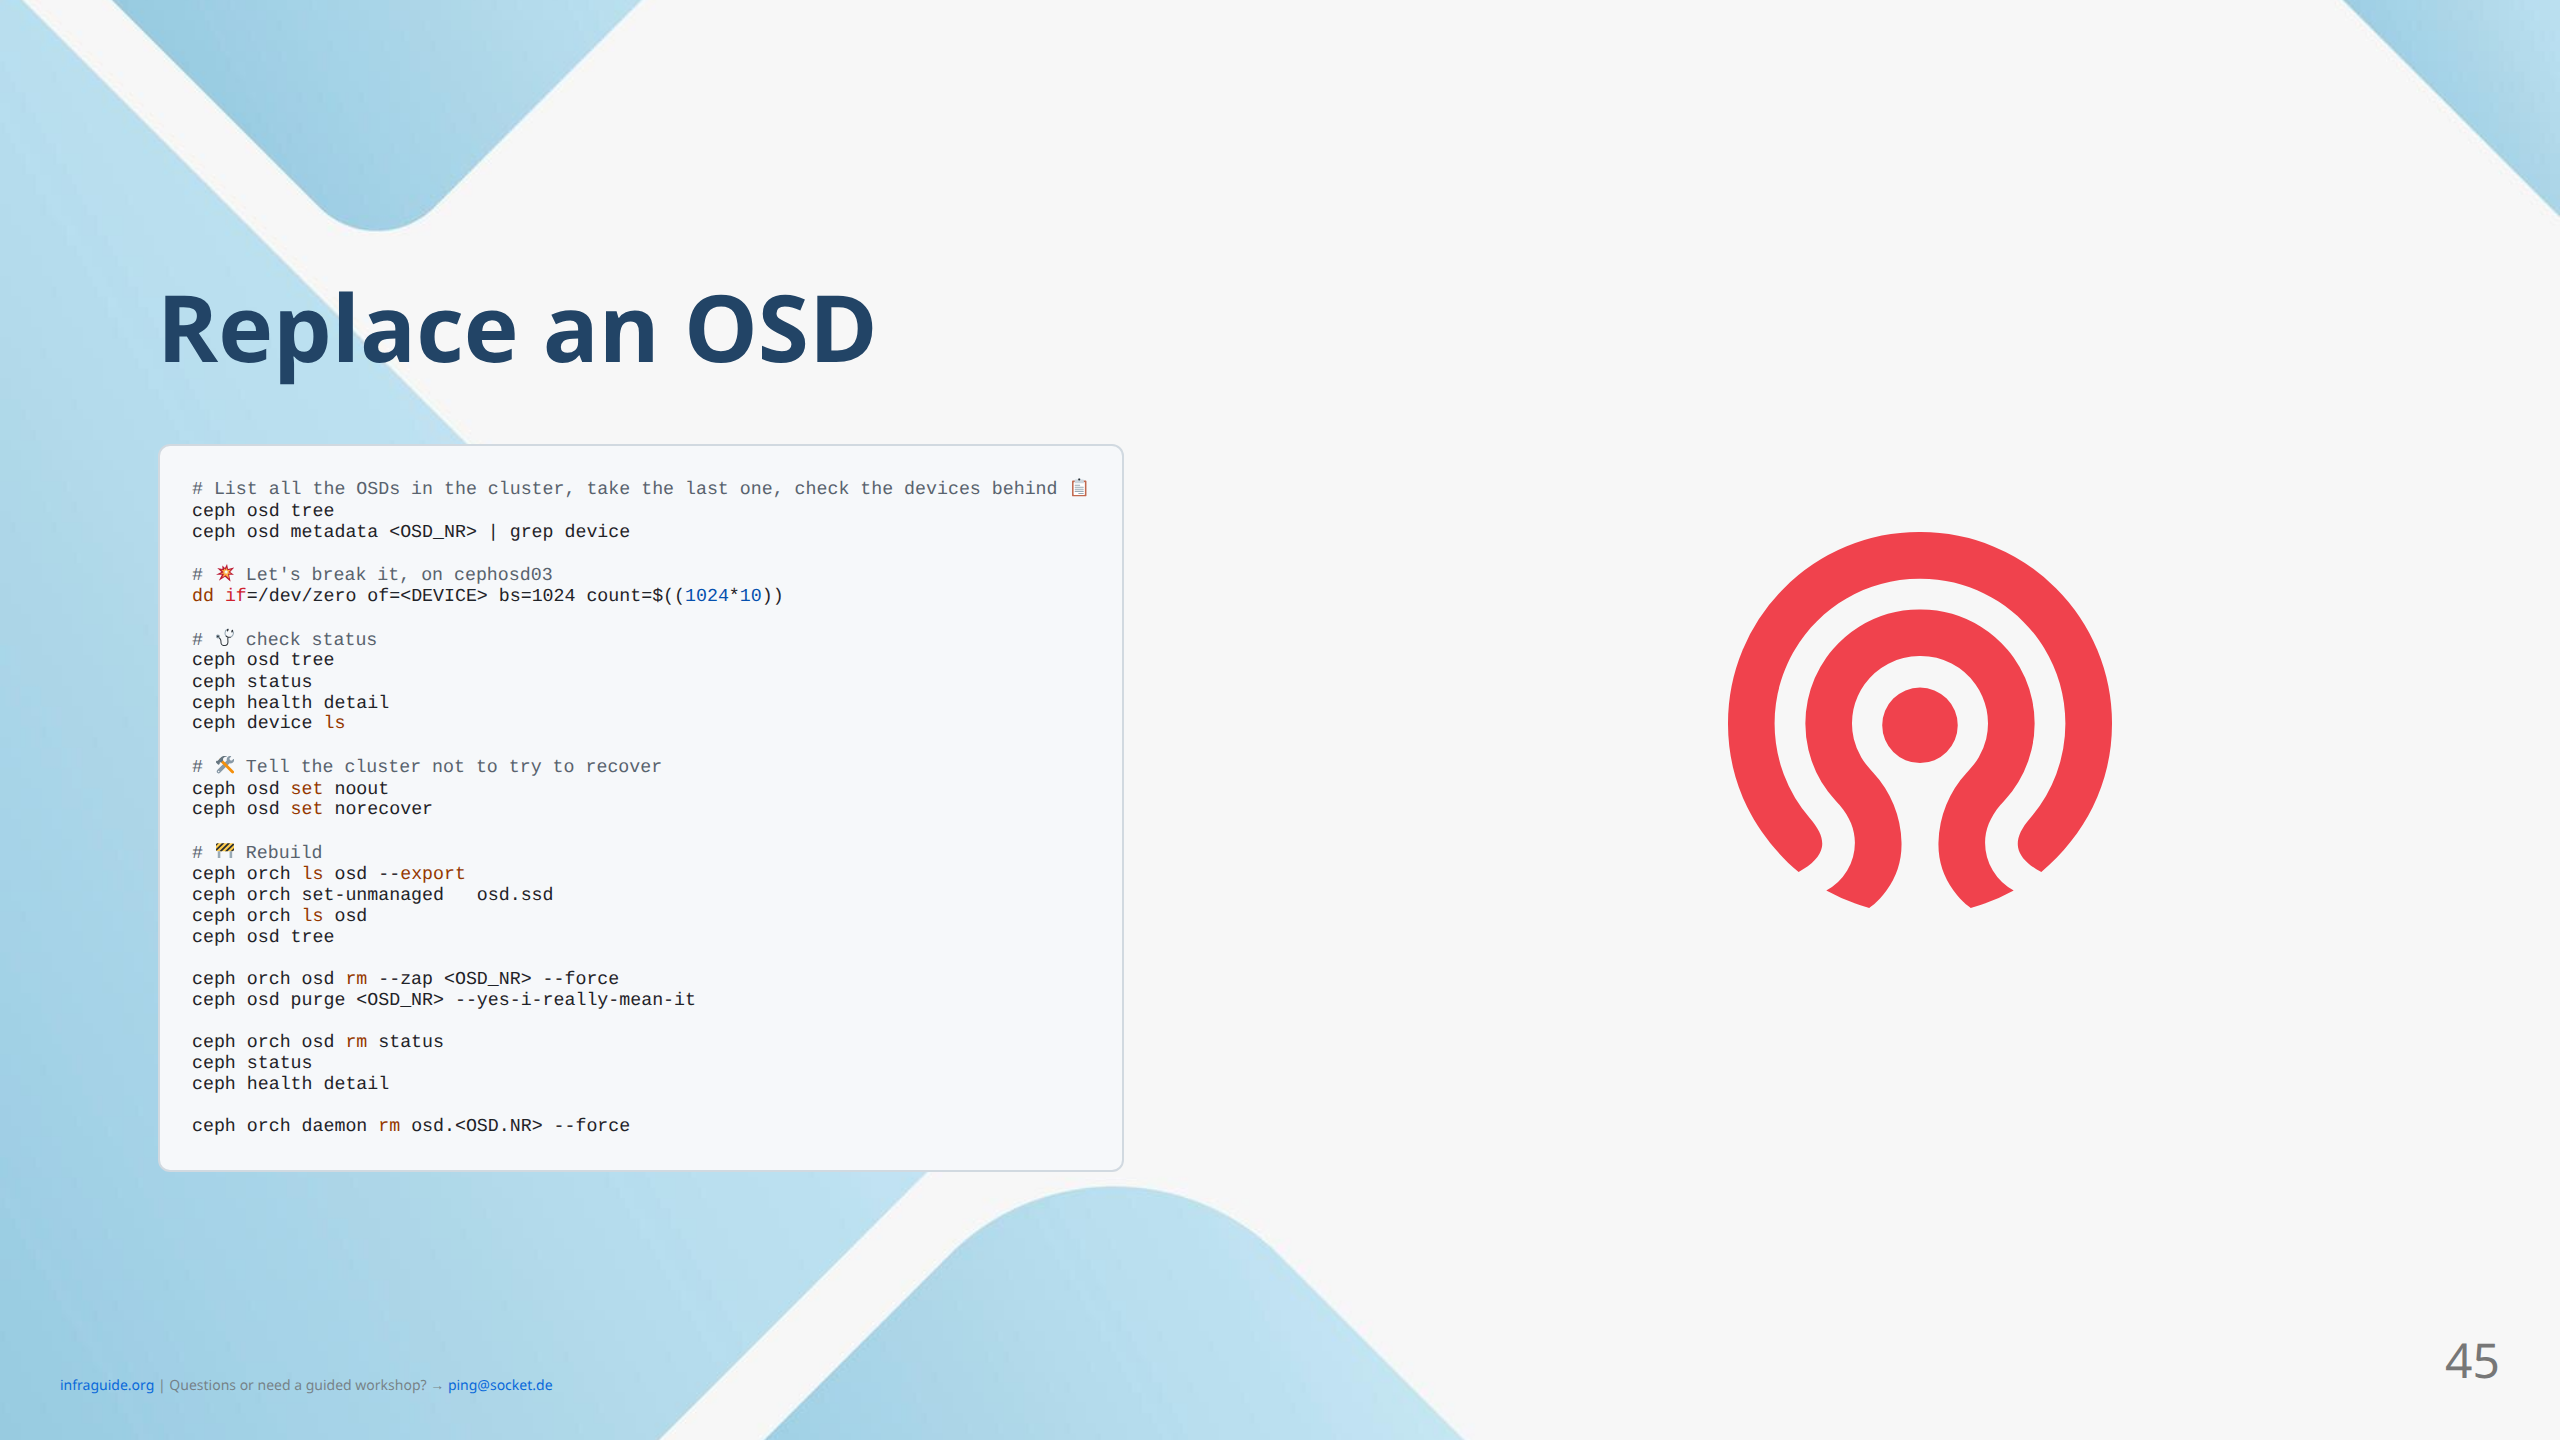 Replace an OSD
# List all the OSDs in the cluster, take the last one, check the devices behind 📋
ceph osd tree
ceph osd metadata <OSD_NR> | grep device
# 💥 Let's break it, on cephosd03
dd if=/dev/zero of=<DEVICE> bs=1024 count=$((1024*10))
# 🩺 check status
ceph osd tree
ceph status
ceph health detail
ceph device ls
# 🛠️ Tell the cluster not to try to recover
ceph osd set noout
ceph osd set norecover
# 🚧 Rebuild
ceph orch ls osd --export
ceph orch set-unmanaged   osd.ssd
ceph orch ls osd
ceph osd tree
ceph orch osd rm --zap <OSD_NR> --force
ceph osd purge <OSD_NR> --yes-i-really-mean-it
ceph orch osd rm status
ceph status
ceph health detail
ceph orch daemon rm osd.<OSD.NR> --force
infraguide.org | Questions or need a guided workshop? → ping@socket.de
45